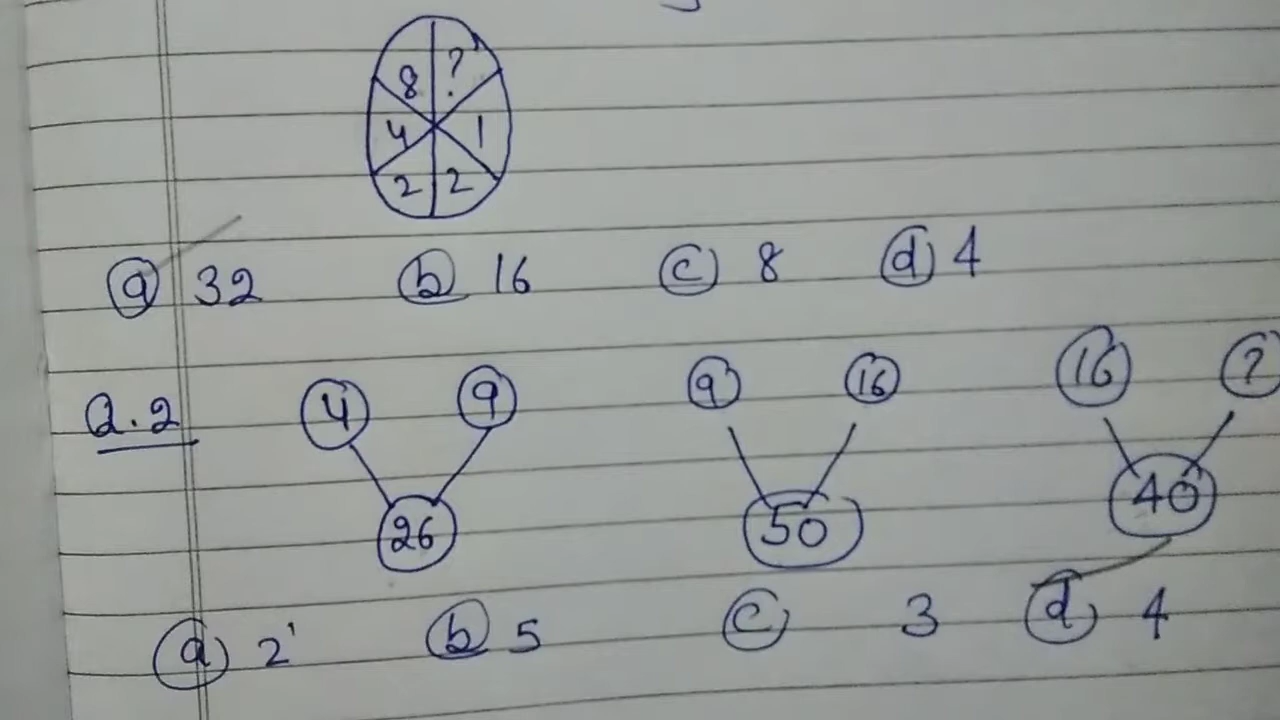 8 ?
4 1
2 2
(a) 32 (b) 16 (c) 8 (d) 4
Q.2 4 9 9 16 16 ?
26 50 40
(a) 2 (b) 5 (c) 3 (d) 4